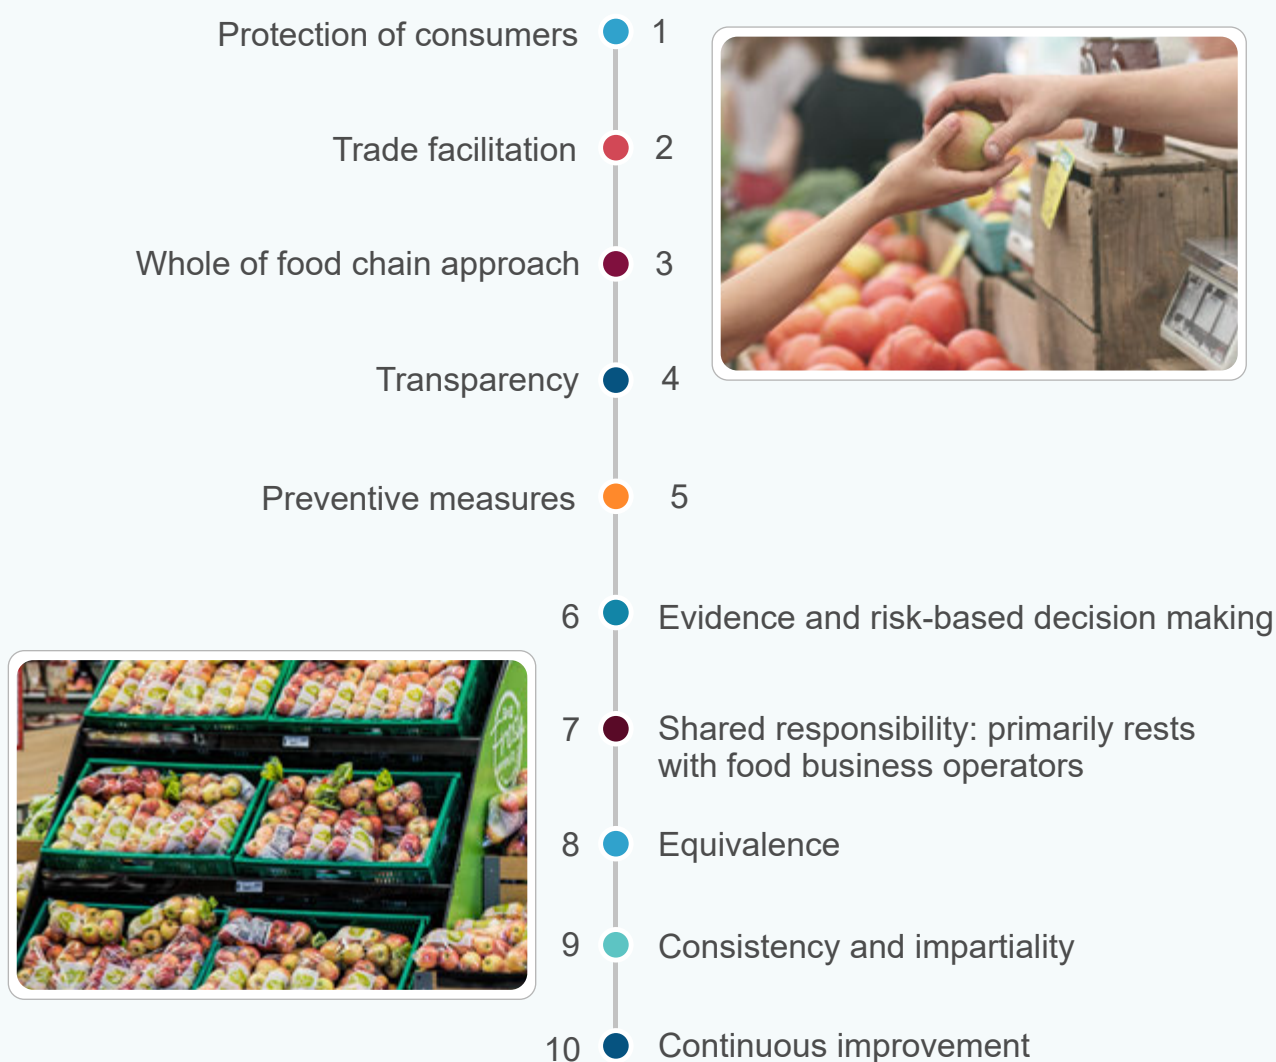 Protection of consumers 1
Trade facilitation 2
Whole of food chain approach 3
Transparency 4
Preventive measures 5
6 Evidence and risk-based decision making
7 Shared responsibility: primarily rests
with food business operators
8 Equivalence
9 Consistency and impartiality
10 Continuous improvement